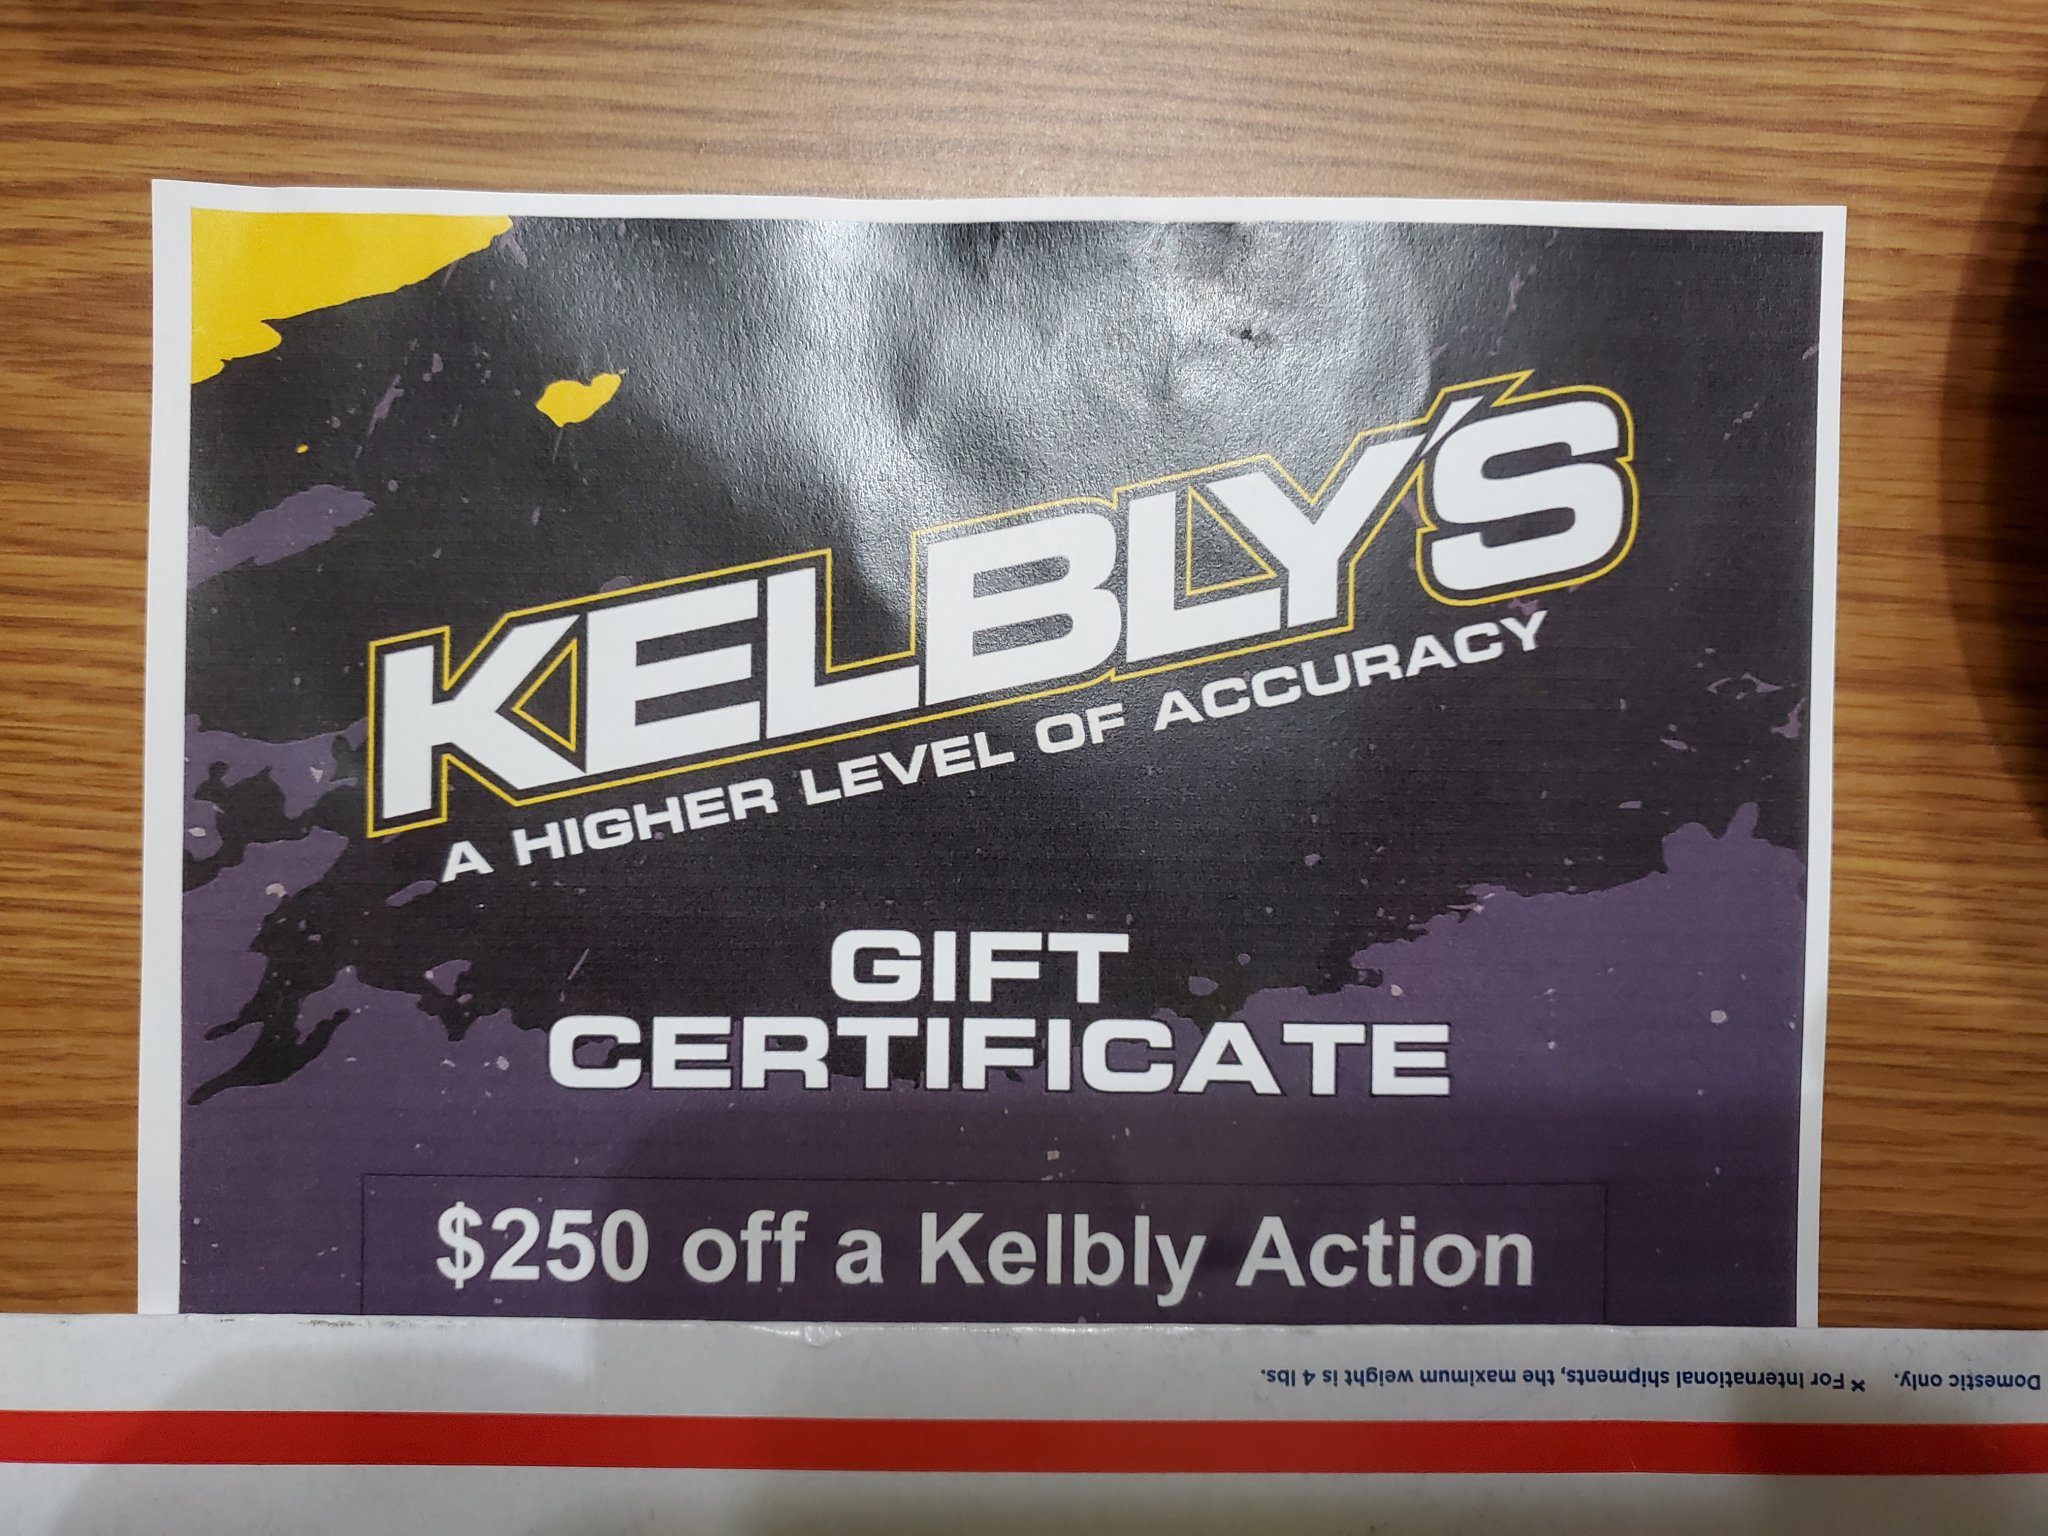 KELBLY'S
A HIGHER LEVEL OF ACCURACY
GIFT
CERTIFICATE
$250 off a Kelbly Action
Domestic only. × For International shipments, the maximum weight is 4 lbs.